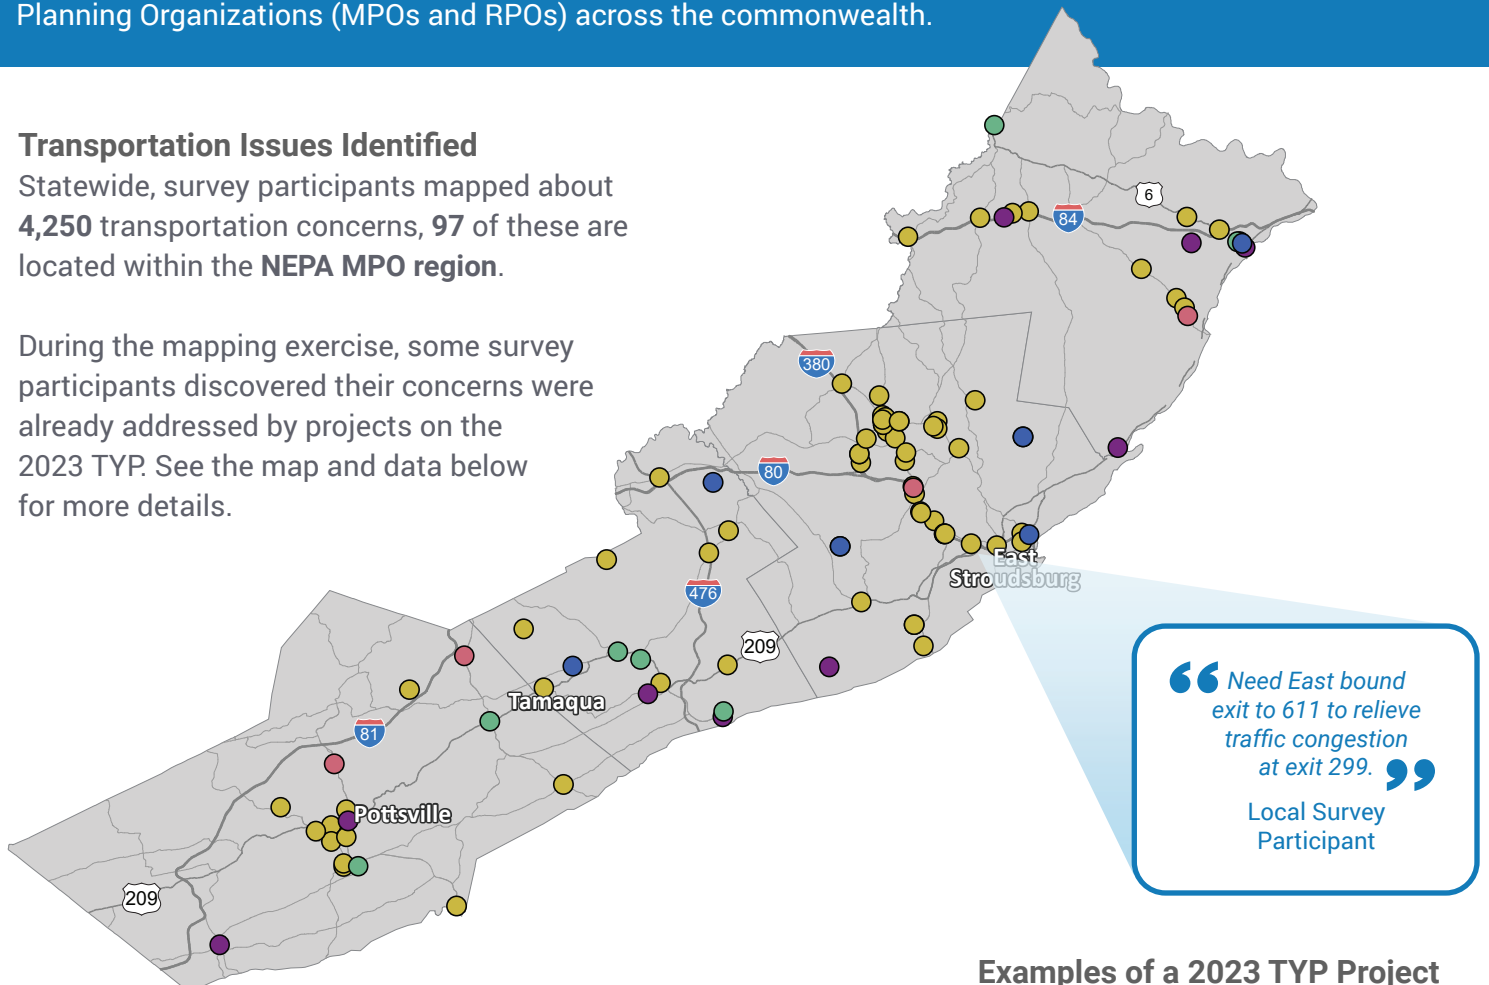 Planning Organizations (MPOs and RPOs) across the commonwealth.
Transportation Issues Identified
Statewide, survey participants mapped about
4,250 transportation concerns, 97 of these are
located within the NEPA MPO region.
During the mapping exercise, some survey
participants discovered their concerns were
already addressed by projects on the
2023 TYP. See the map and data below
for more details.
6
84
380
80
476
209
East
Stroudsburg
Tamaqua
81
Pottsville
209
“ Need East bound
exit to 611 to relieve
traffic congestion
at exit 299. ”
Local Survey
Participant
Examples of a 2023 TYP Project